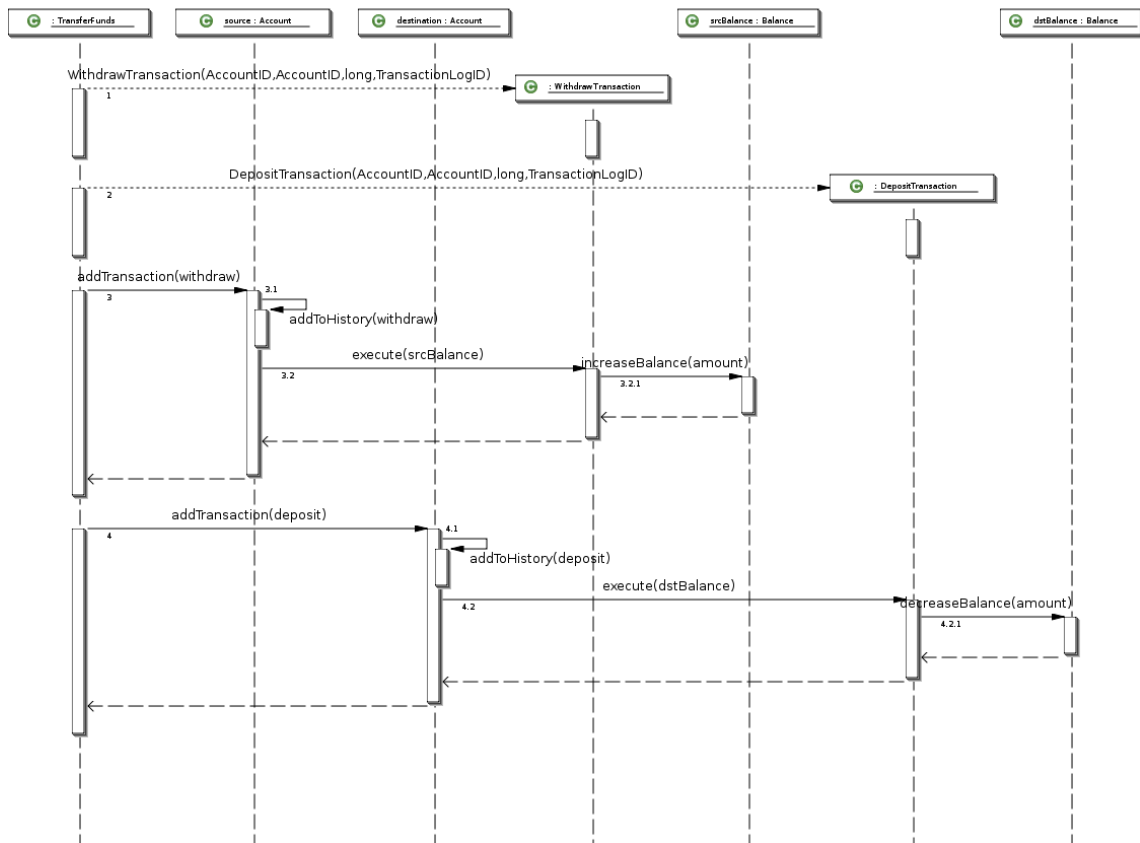 C : TransferFunds
C source : Account
C destination : Account
C srcBalance : Balance
C dstBalance : Balance
WithdrawTransaction(AccountID,AccountID,long,TransactionLogID)
1
C : WithdrawTransaction
DepositTransaction(AccountID,AccountID,long,TransactionLogID)
2
C : DepositTransaction
addTransaction(withdraw)
3
3.1
addToHistory(withdraw)
execute(srcBalance)
3.2
increaseBalance(amount)
3.2.1
addTransaction(deposit)
4
4.1
addToHistory(deposit)
execute(dstBalance)
4.2
decreaseBalance(amount)
4.2.1